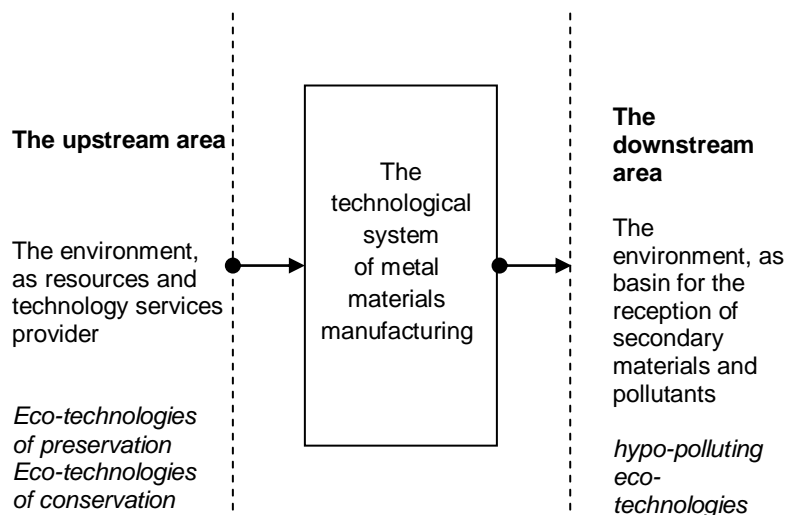 The upstream area
The environment,
as resources and
technology services
provider
Eco-technologies
of preservation
Eco-technologies
of conservation
The
technological
system
of metal
materials
manufacturing
The
downstream
area
The
environment, as
basin for the
reception of
secondary
materials and
pollutants
hypo-polluting
eco-
technologies